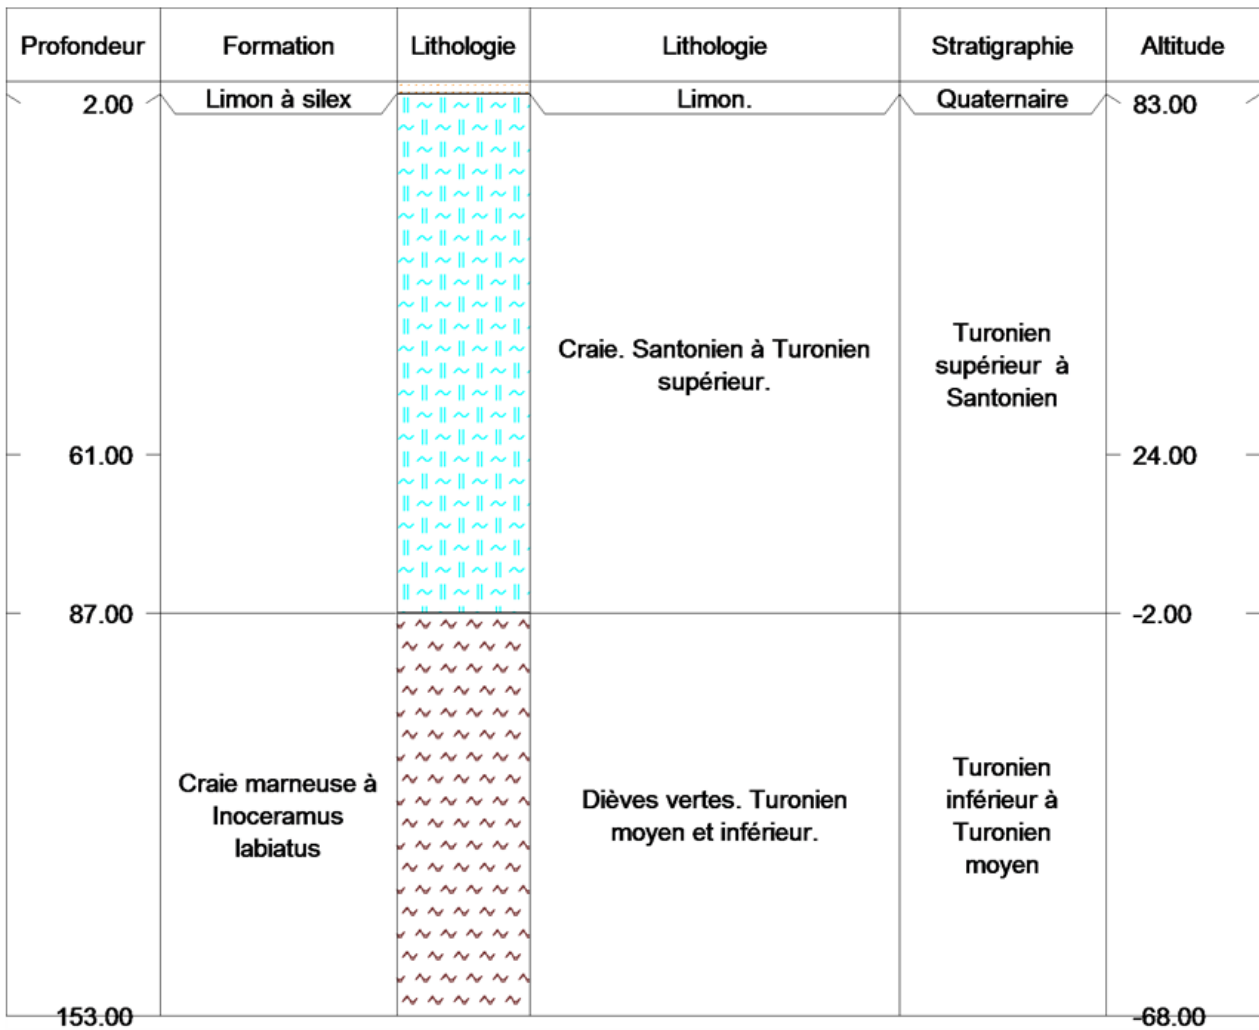 Profondeur Formation Lithologie Lithologie Stratigraphie Altitude
2.00 Limon à silex Limon. Quaternaire 83.00
Craie. Santonien à Turonien
supérieur.
Turonien
supérieur à
Santonien
61.00 24.00
87.00 -2.00
Craie marneuse à
Inoceramus
labiatus
Dièves vertes. Turonien
moyen et inférieur.
Turonien
inférieur à
Turonien
moyen
153.00 -68.00